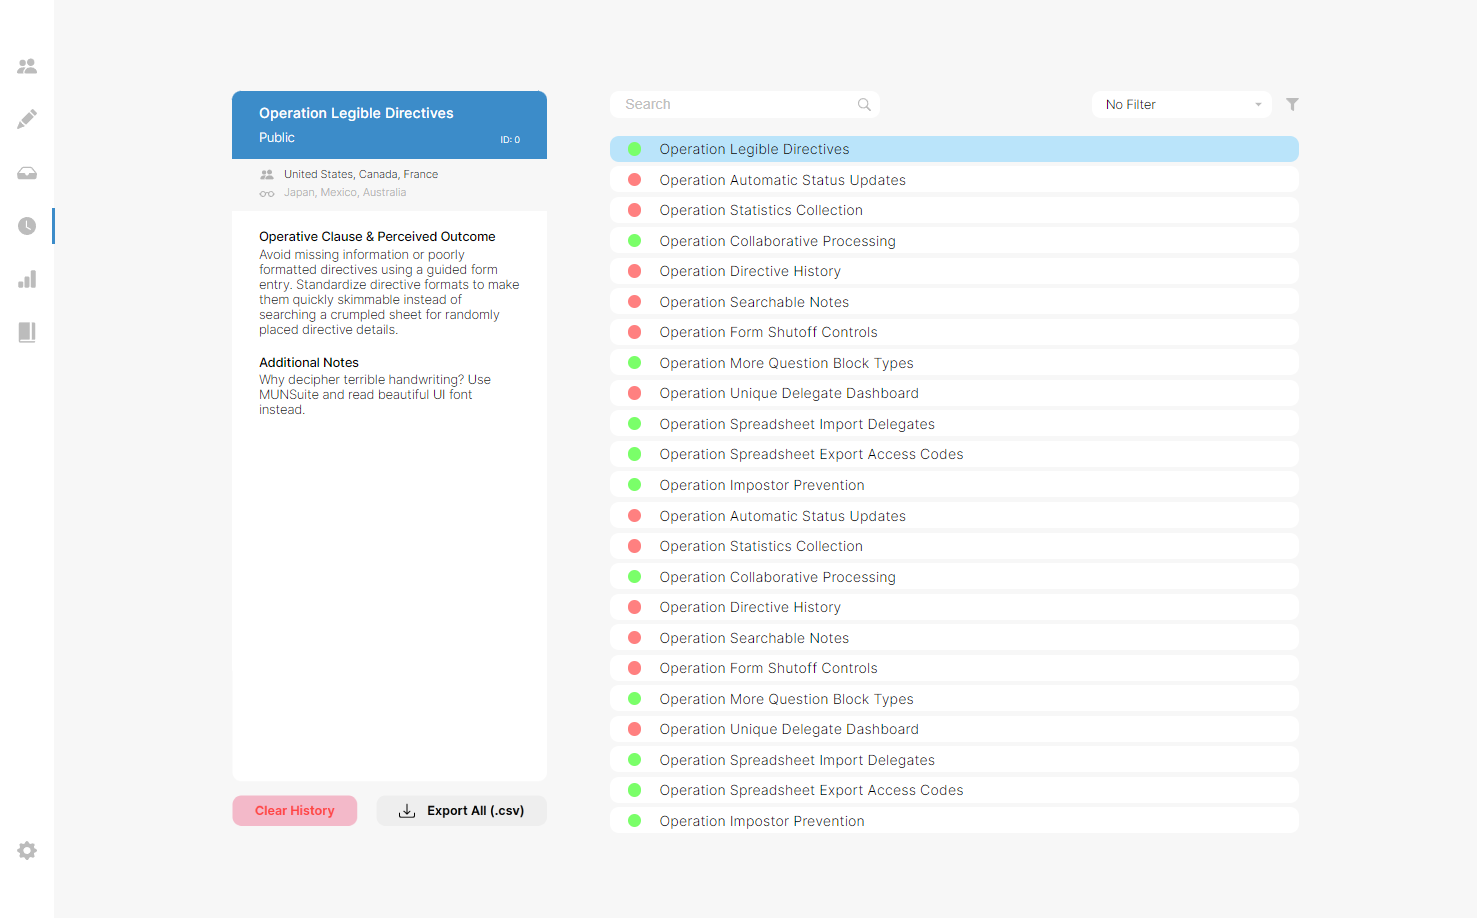 Operation Legible Directives
Public
ID: 0
United States, Canada, France
Japan, Mexico, Australia
Operative Clause & Perceived Outcome
Avoid missing information or poorly
formatted directives using a guided form
entry. Standardize directive formats to make
them quickly skimmable instead of
searching a crumpled sheet for randomly
placed directive details.
Additional Notes
Why decipher terrible handwriting? Use
MUNSuite and read beautiful UI font
instead.
Clear History
Export All (.csv)
Search
No Filter
Operation Legible Directives
Operation Automatic Status Updates
Operation Statistics Collection
Operation Collaborative Processing
Operation Directive History
Operation Searchable Notes
Operation Form Shutoff Controls
Operation More Question Block Types
Operation Unique Delegate Dashboard
Operation Spreadsheet Import Delegates
Operation Spreadsheet Export Access Codes
Operation Impostor Prevention
Operation Automatic Status Updates
Operation Statistics Collection
Operation Collaborative Processing
Operation Directive History
Operation Searchable Notes
Operation Form Shutoff Controls
Operation More Question Block Types
Operation Unique Delegate Dashboard
Operation Spreadsheet Import Delegates
Operation Spreadsheet Export Access Codes
Operation Impostor Prevention